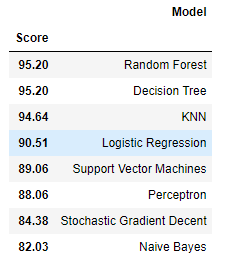 Model
Score
95.20 Random Forest
95.20 Decision Tree
94.64 KNN
90.51 Logistic Regression
89.06 Support Vector Machines
88.06 Perceptron
84.38 Stochastic Gradient Decent
82.03 Naive Bayes